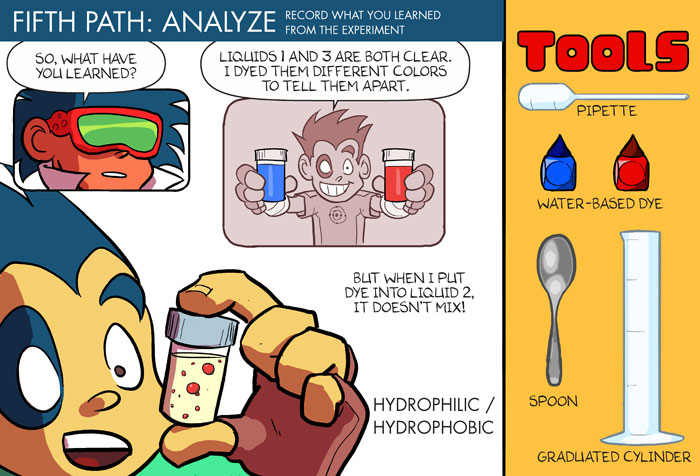 FIFTH PATH: ANALYZE
RECORD WHAT YOU LEARNED
FROM THE EXPERIMENT
SO, WHAT HAVE
YOU LEARNED?
LIQUIDS 1 AND 3 ARE BOTH CLEAR.
I DYED THEM DIFFERENT COLORS
TO TELL THEM APART.
BUT WHEN I PUT
DYE INTO LIQUID 2,
IT DOESN'T MIX!
HYDROPHILIC /
HYDROPHOBIC
TOOLS
PIPETTE
WATER-BASED DYE
SPOON
GRADUATED CYLINDER